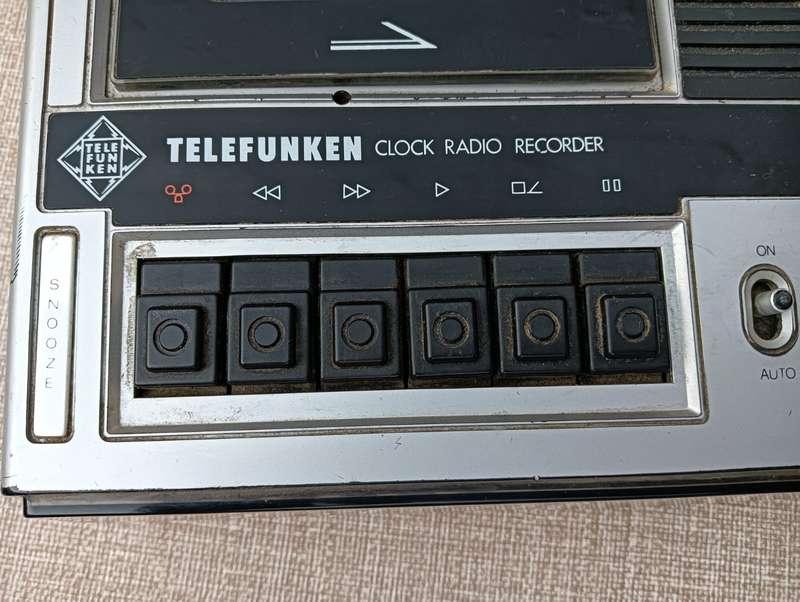 TELE
FUN
KEN
TELEFUNKEN CLOCK RADIO RECORDER
SNOOZE
ON
AUTO